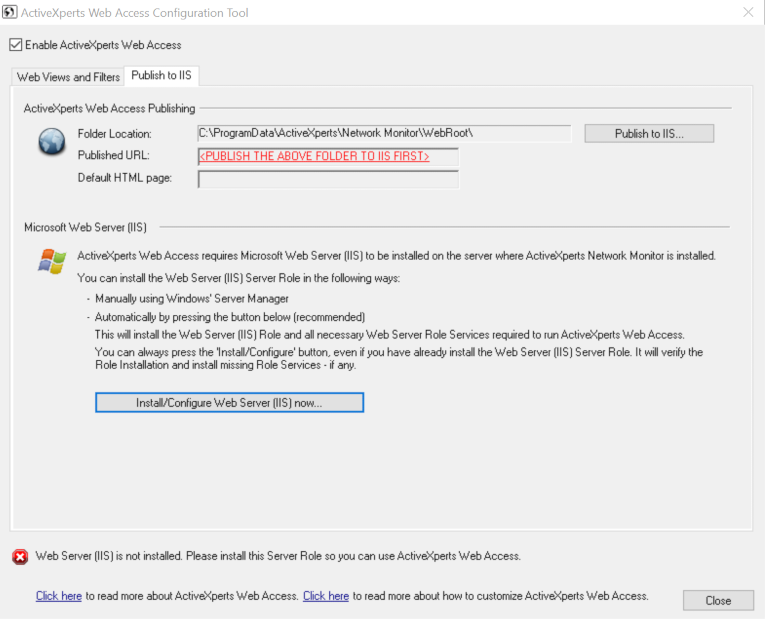 ActiveXperts Web Access Configuration Tool
Enable ActiveXperts Web Access
Web Views and Filters
Publish to IIS
ActiveXperts Web Access Publishing
Folder Location:
C:\ProgramData\ActiveXperts\Network Monitor\WebRoot\
Publish to IIS...
Published URL:
<PUBLISH THE ABOVE FOLDER TO IIS FIRST>
Default HTML page:
Microsoft Web Server (IIS)
ActiveXperts Web Access requires Microsoft Web Server (IIS) to be installed on the server where ActiveXperts Network Monitor is installed.
You can install the Web Server (IIS) Server Role in the following ways:
- Manually using Windows' Server Manager
- Automatically by pressing the button below (recommended)
This will install the Web Server (IIS) Role and all necessary Web Server Role Services required to run ActiveXperts Web Access.
You can always press the 'Install/Configure' button, even if you have already install the Web Server (IIS) Server Role. It will verify the
Role Installation and install missing Role Services - if any.
Install/Configure Web Server (IIS) now...
Web Server (IIS) is not installed. Please install this Server Role so you can use ActiveXperts Web Access.
Click here to read more about ActiveXperts Web Access. Click here to read more about how to customize ActiveXperts Web Access.
Close